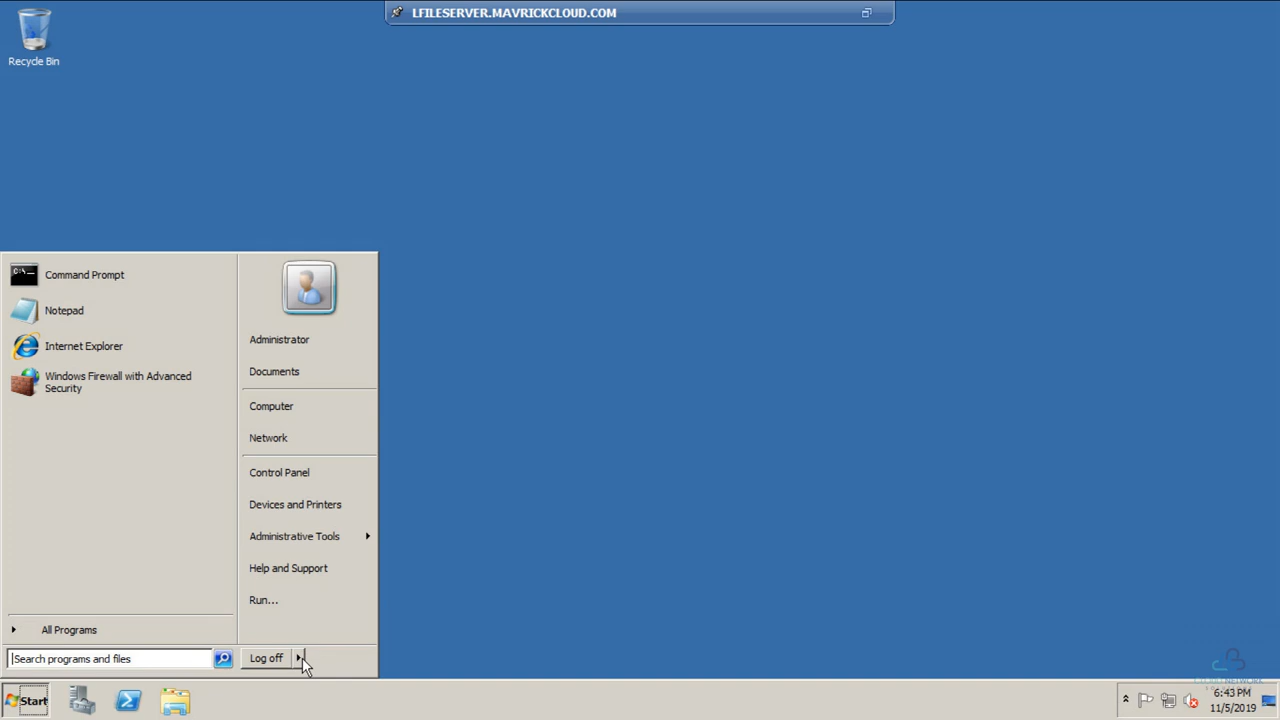 LFILESERVER.MAVRICKCLOUD.COM
Recycle Bin
Command Prompt
Notepad
Internet Explorer
Windows Firewall with Advanced
Security
Administrator
Documents
Computer
Network
Control Panel
Devices and Printers
Administrative Tools
Help and Support
Run...
All Programs
Search programs and files
Log off
Start
6:43 PM
11/5/2019